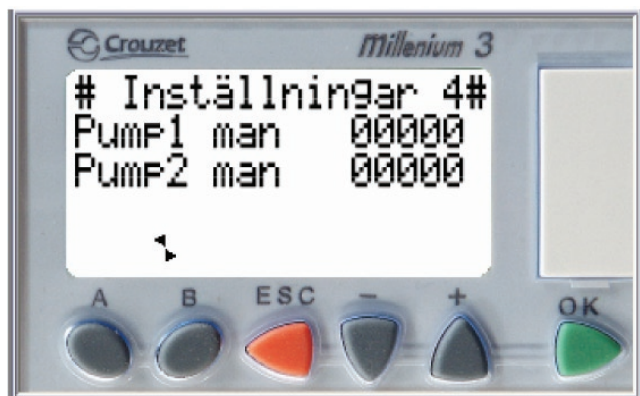 Crouzet
Millenium 3
# Inställningar 4#
Pump1 man 00000
Pump2 man 00000
A B ESC - + OK